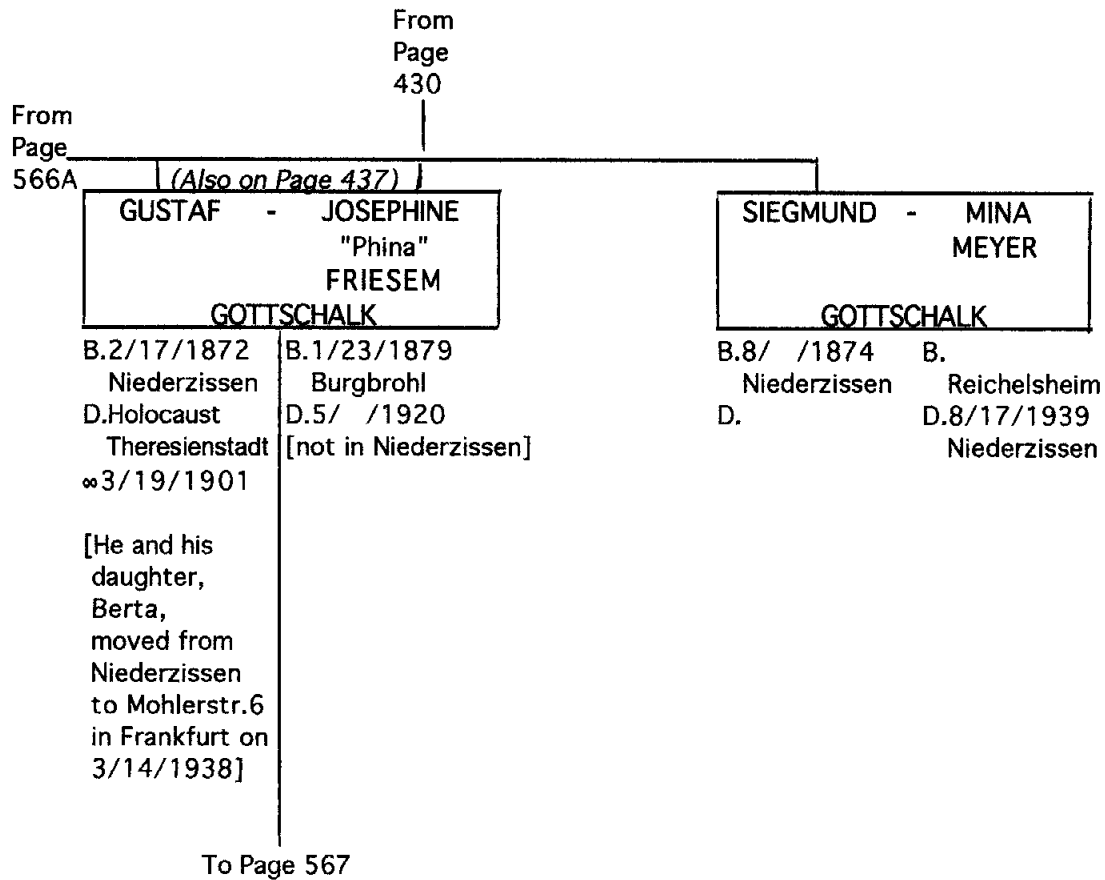 From
Page
430
From
Page
566A
(Also on Page 437)
GUSTAF - JOSEPHINE
"Phina"
FRIESEM
GOTTSCHALK
B.2/17/1872
Niederzissen
D.Holocaust
Theresienstadt
∞3/19/1901
[He and his
daughter,
Berta,
moved from
Niederzissen
to Mohlerstr.6
in Frankfurt on
3/14/1938]
B.1/23/1879
Burgbrohl
D.5/ /1920
[not in Niederzissen]
To Page 567
SIEGMUND - MINA
MEYER
GOTTSCHALK
B.8/ /1874
Niederzissen
D.
B.
Reichelsheim
D.8/17/1939
Niederzissen